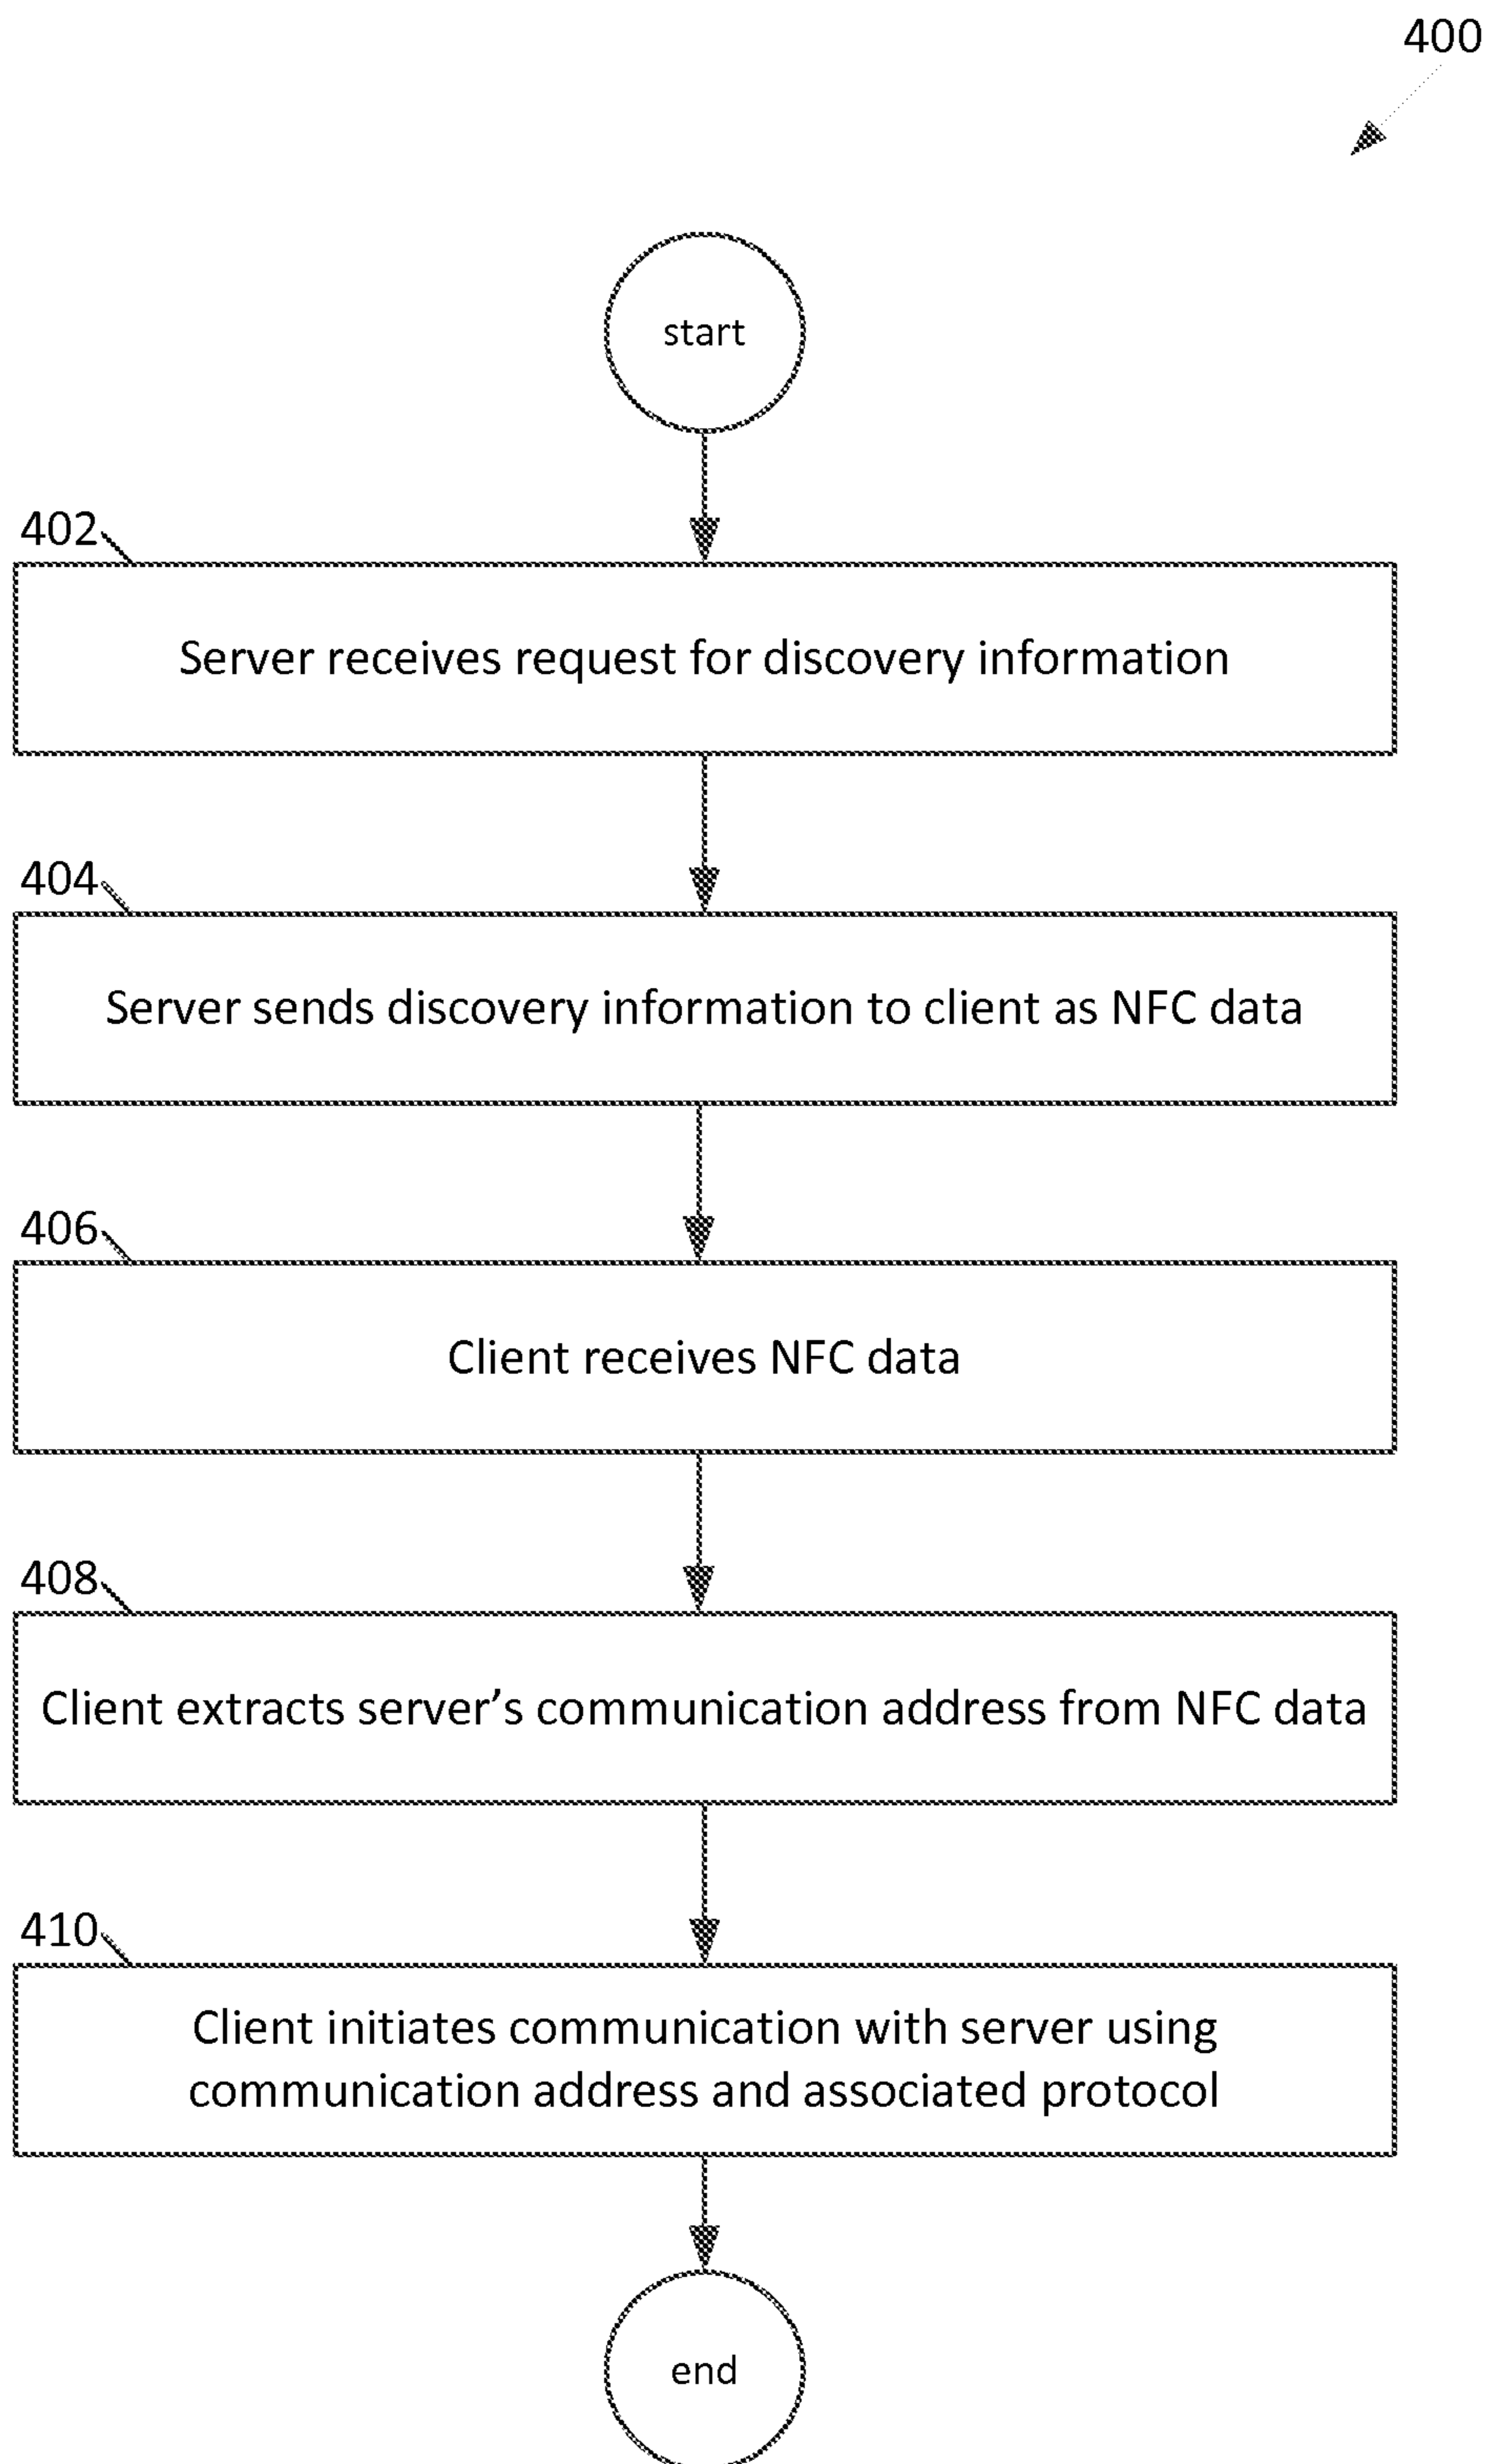 400
start
402
Server receives request for discovery information
404
Server sends discovery information to client as NFC data
406
Client receives NFC data
408
Client extracts server’s communication address from NFC data
410
Client initiates communication with server using
communication address and associated protocol
end